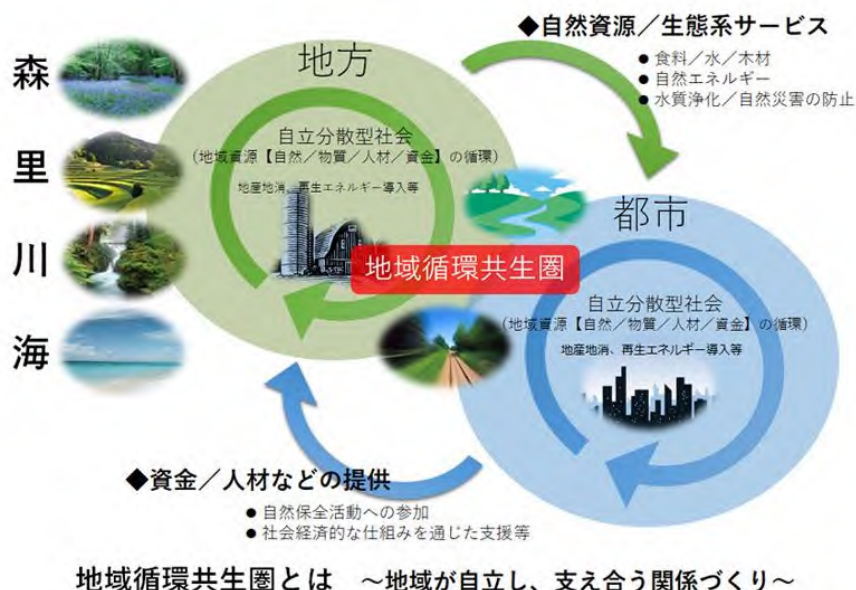 ◆自然資源／生態系サービス
● 食料／水／木材
● 自然エネルギー
● 水質浄化／自然災害の防止
森
里
川
海
地方
自立分散型社会
(地域資源【自然／物質／人材／資金】の循環)
地産地消、再生エネルギー導入等
地域循環共生圏
都市
自立分散型社会
(地域資源【自然／物質／人材／資金】の循環)
地産地消、再生エネルギー導入等
◆資金／人材などの提供
● 自然保全活動への参加
● 社会経済的な仕組みを通じた支援等
地域循環共生圏とは ～地域が自立し、支え合う関係づくり～